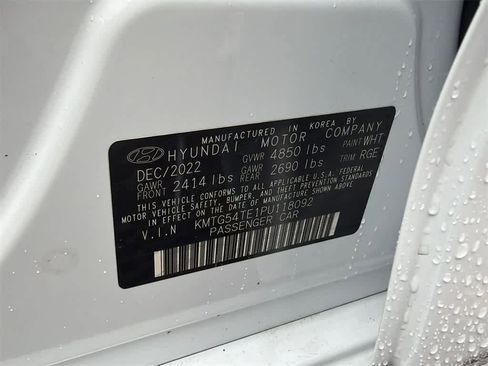 MANUFACTURED IN KOREA BY
HYUNDAI MOTOR COMPANY
DEC/2022 GVWR 4850 lbs PAINT WHT
GAWR FRONT 2414 lbs GAWR REAR 2690 lbs TRIM RGE
THIS VEHICLE CONFORMS TO ALL APPLICABLE U.S.A. FEDERAL
MOTOR VEHICLE SAFETY, BUMPER, AND THEFT PREVENTION STANDARDS
IN EFFECT ON THE DATE OF MANUFACTURE SHOWN ABOVE.
V.I.N KMTG54TE1PU118092
PASSENGER CAR